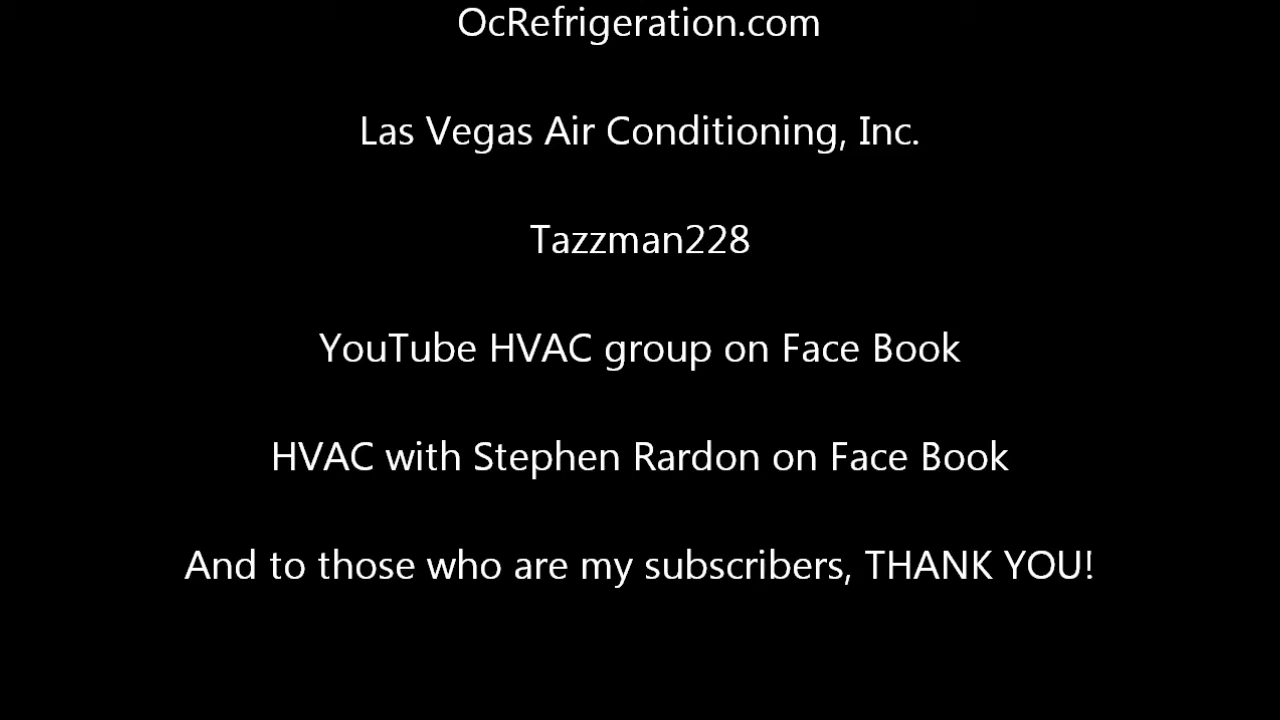 OcRefrigeration.com
Las Vegas Air Conditioning, Inc.
Tazzman228
YouTube HVAC group on Face Book
HVAC with Stephen Rardon on Face Book
And to those who are my subscribers, THANK YOU!